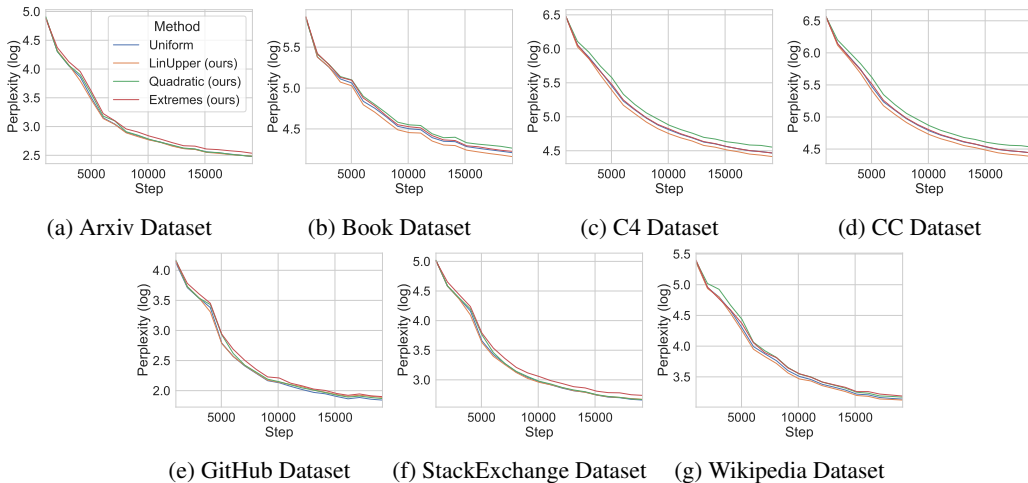 5.0
4.5
4.0
3.5
3.0
2.5
Perplexity (log)
Method
Uniform
LinUpper (ours)
Quadratic (ours)
Extremes (ours)
5000 10000 15000
Step
(a) Arxiv Dataset
5.5
5.0
4.5
Perplexity (log)
5000 10000 15000
Step
(b) Book Dataset
6.5
6.0
5.5
5.0
4.5
Perplexity (log)
5000 10000 15000
Step
(c) C4 Dataset
6.5
6.0
5.5
5.0
4.5
Perplexity (log)
5000 10000 15000
Step
(d) CC Dataset
4.0
3.5
3.0
2.5
2.0
Perplexity (log)
5000 10000 15000
Step
(e) GitHub Dataset
5.0
4.5
4.0
3.5
3.0
Perplexity (log)
5000 10000 15000
Step
(f) StackExchange Dataset
5.5
5.0
4.5
4.0
3.5
Perplexity (log)
5000 10000 15000
Step
(g) Wikipedia Dataset